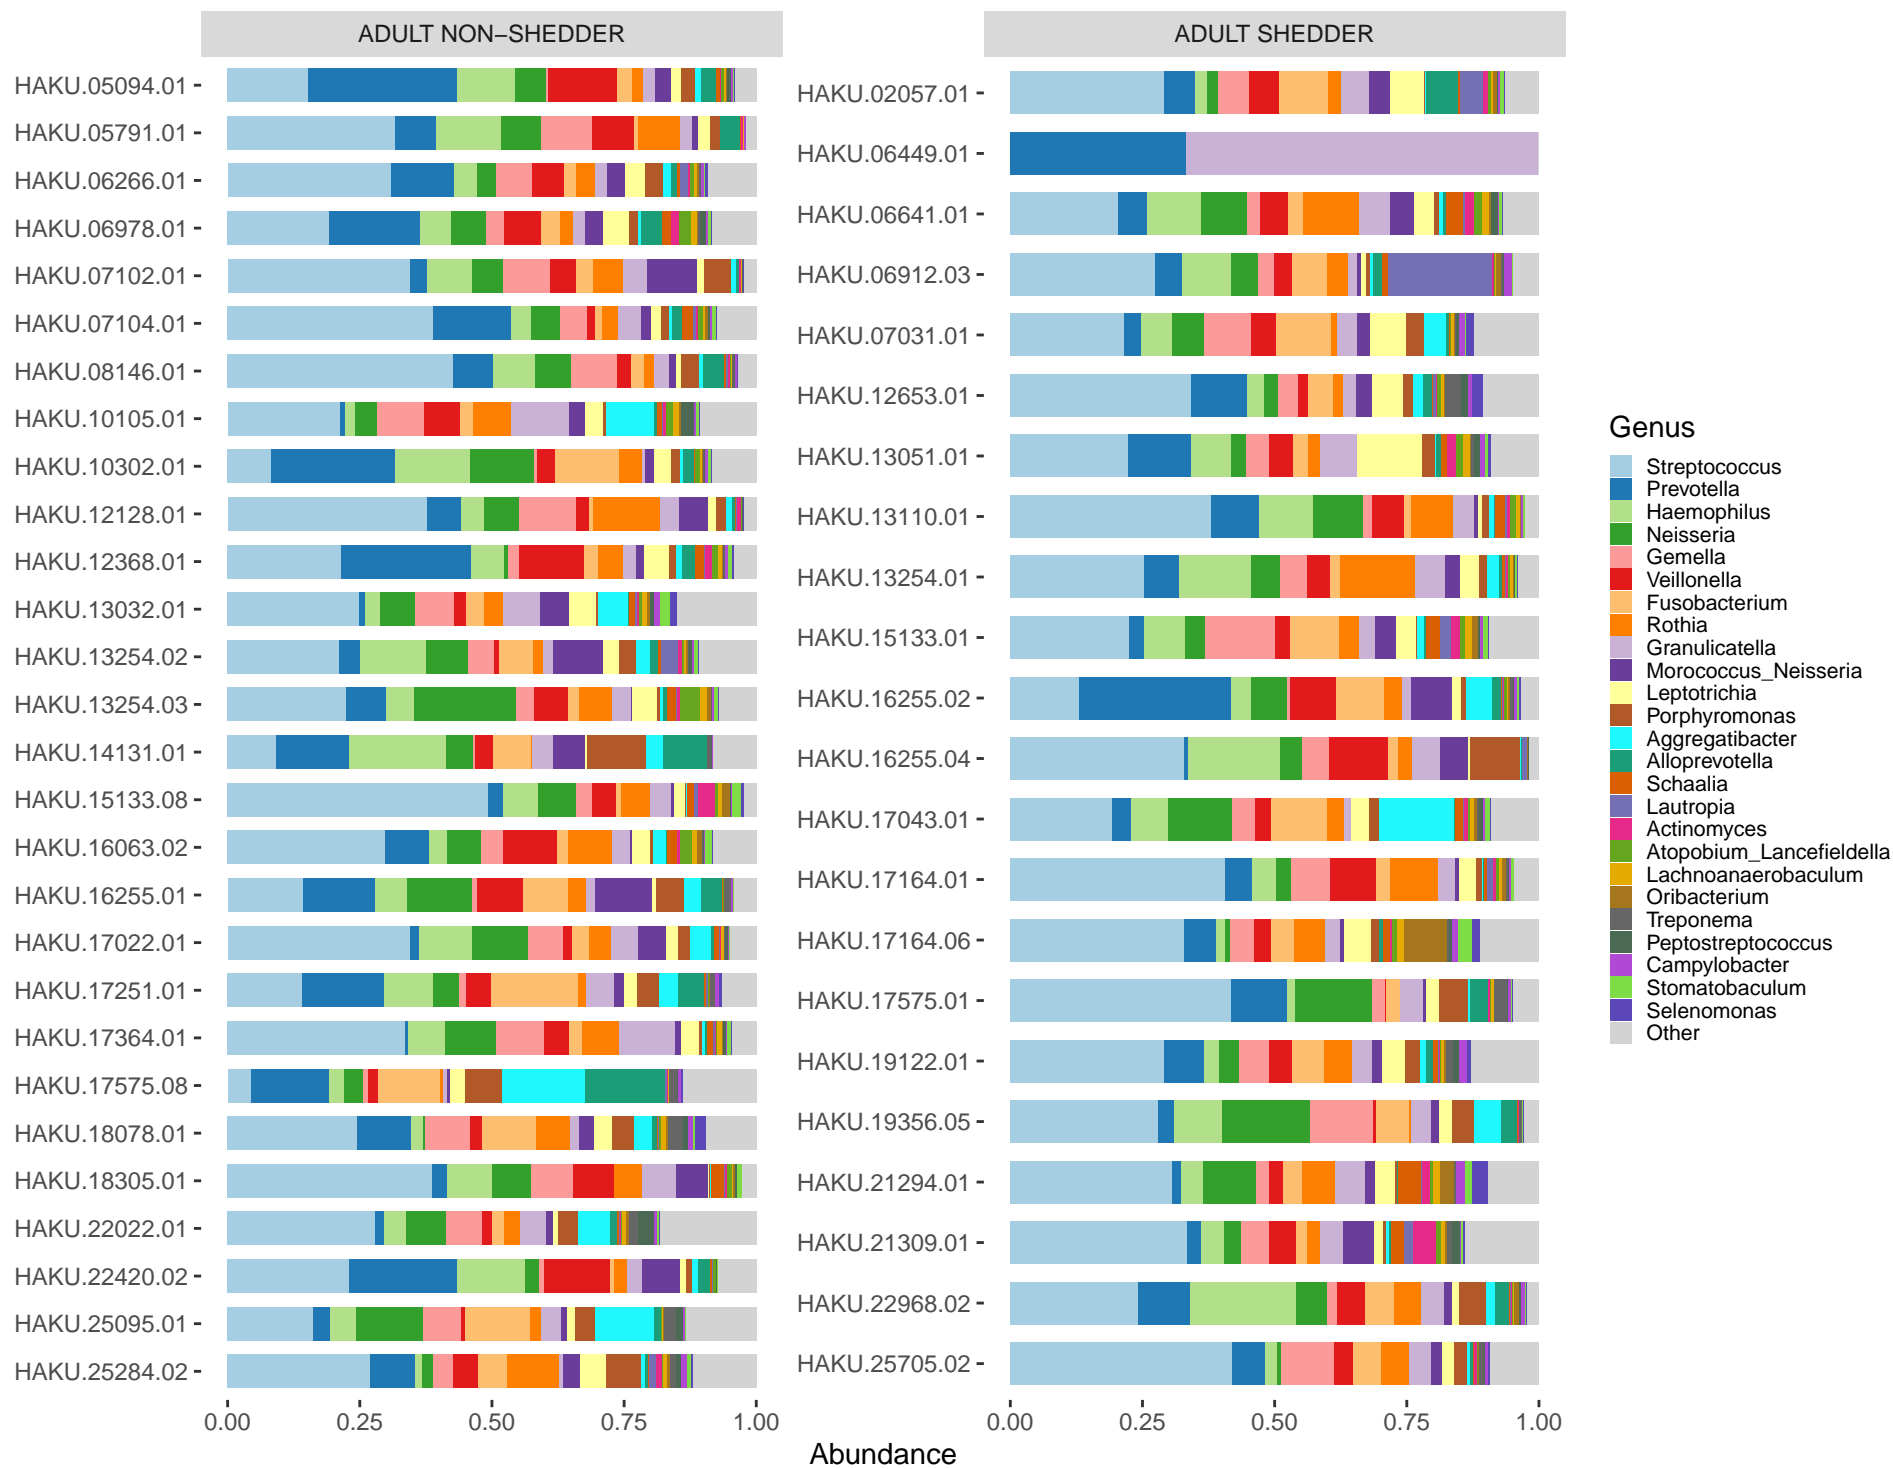 ADULT NON−SHEDDER
HAKU.05094.01
HAKU.05791.01
HAKU.06266.01
HAKU.06978.01
HAKU.07102.01
HAKU.07104.01
HAKU.08146.01
HAKU.10105.01
HAKU.10302.01
HAKU.12128.01
HAKU.12368.01
HAKU.13032.01
HAKU.13254.02
HAKU.13254.03
HAKU.14131.01
HAKU.15133.08
HAKU.16063.02
HAKU.16255.01
HAKU.17022.01
HAKU.17251.01
HAKU.17364.01
HAKU.17575.08
HAKU.18078.01
HAKU.18305.01
HAKU.22022.01
HAKU.22420.02
HAKU.25095.01
HAKU.25284.02
0.00 0.25 0.50 0.75 1.00
ADULT SHEDDER
HAKU.02057.01
HAKU.06449.01
HAKU.06641.01
HAKU.06912.03
HAKU.07031.01
HAKU.12653.01
HAKU.13051.01
HAKU.13110.01
HAKU.13254.01
HAKU.15133.01
HAKU.16255.02
HAKU.16255.04
HAKU.17043.01
HAKU.17164.01
HAKU.17164.06
HAKU.17575.01
HAKU.19122.01
HAKU.19356.05
HAKU.21294.01
HAKU.21309.01
HAKU.22968.02
HAKU.25705.02
0.00 0.25 0.50 0.75 1.00
Abundance
Genus
Streptococcus
Prevotella
Haemophilus
Neisseria
Gemella
Veillonella
Fusobacterium
Rothia
Granulicatella
Morococcus_Neisseria
Leptotrichia
Porphyromonas
Aggregatibacter
Alloprevotella
Schaalia
Lautropia
Actinomyces
Atopobium_Lancefieldella
Lachnoanaerobaculum
Oribacterium
Treponema
Peptostreptococcus
Campylobacter
Stomatobaculum
Selenomonas
Other